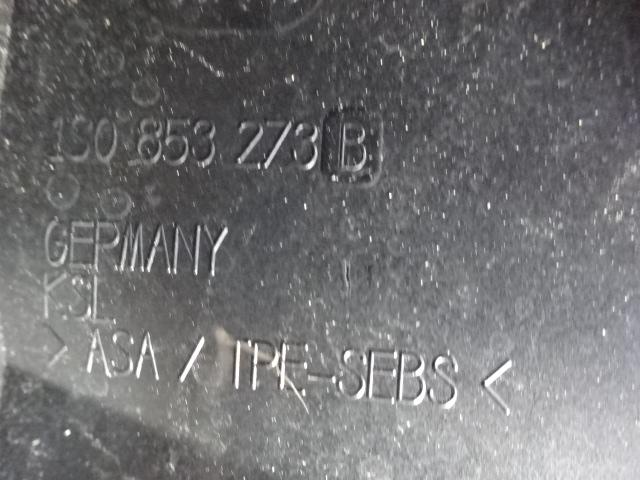 1S0 853 273 B
GERMANY
KSL
> ASA / TPE-SEBS <